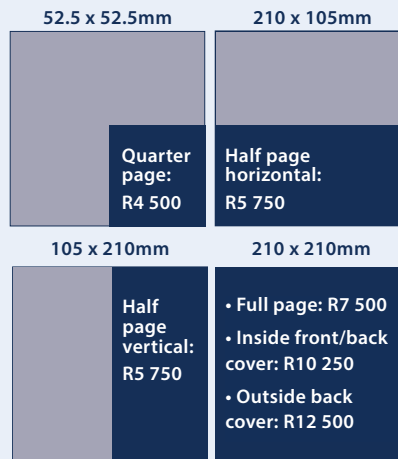 52.5 x 52.5mm
Quarter
page:
R4 500
210 x 105mm
Half page
horizontal:
R5 750
105 x 210mm
Half
page
vertical:
R5 750
210 x 210mm
• Full page: R7 500
• Inside front/back
cover: R10 250
• Outside back
cover: R12 500